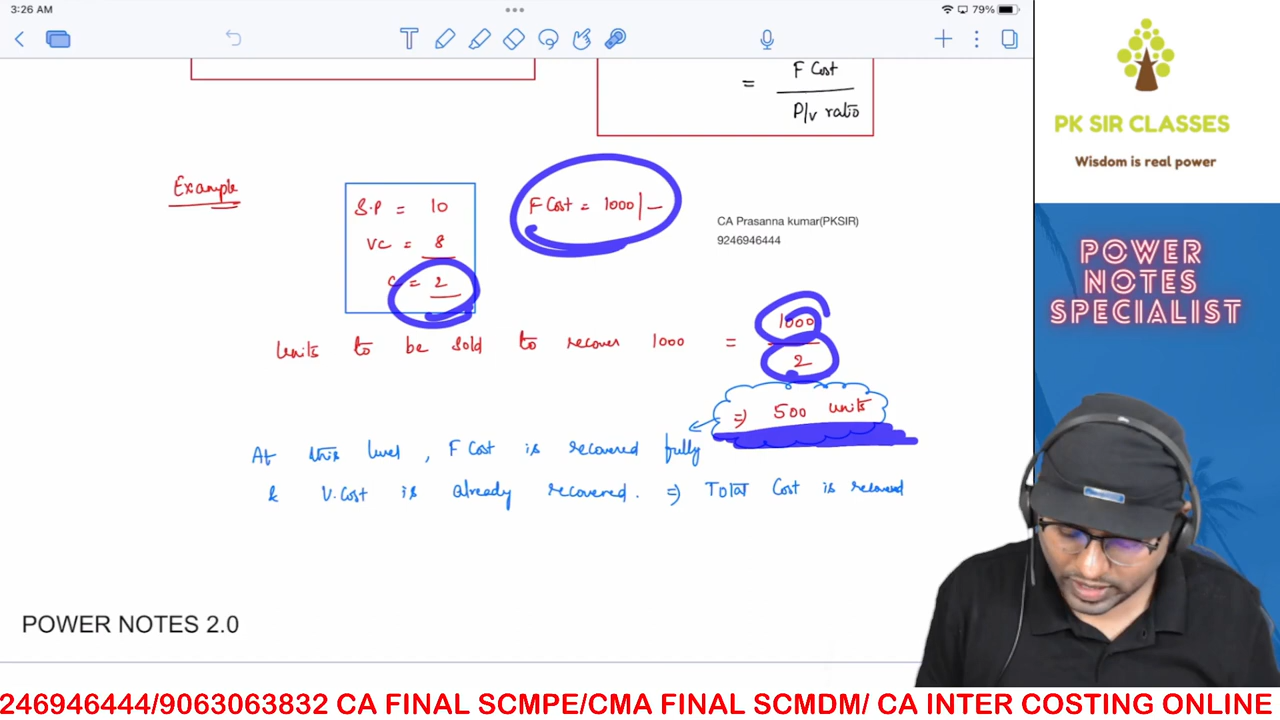 3:26 AM
79%
F Cost
=
P/v ratio
Example
S.P = 10
VC = 8
C = 2
F Cost = 1000/-
CA Prasanna kumar(PKSIR)
9246946444
units to be sold to recover 1000 = 1000
2
=) 500 units
At this level, F Cost is recovered fully
& V.Cost is already recovered. =) Total Cost is recovered
POWER NOTES 2.0
PK SIR CLASSES
Wisdom is real power
POWER
NOTES
SPECIALIST
246946444/9063063832 CA FINAL SCMPE/CMA FINAL SCMDM/ CA INTER COSTING ONLINE